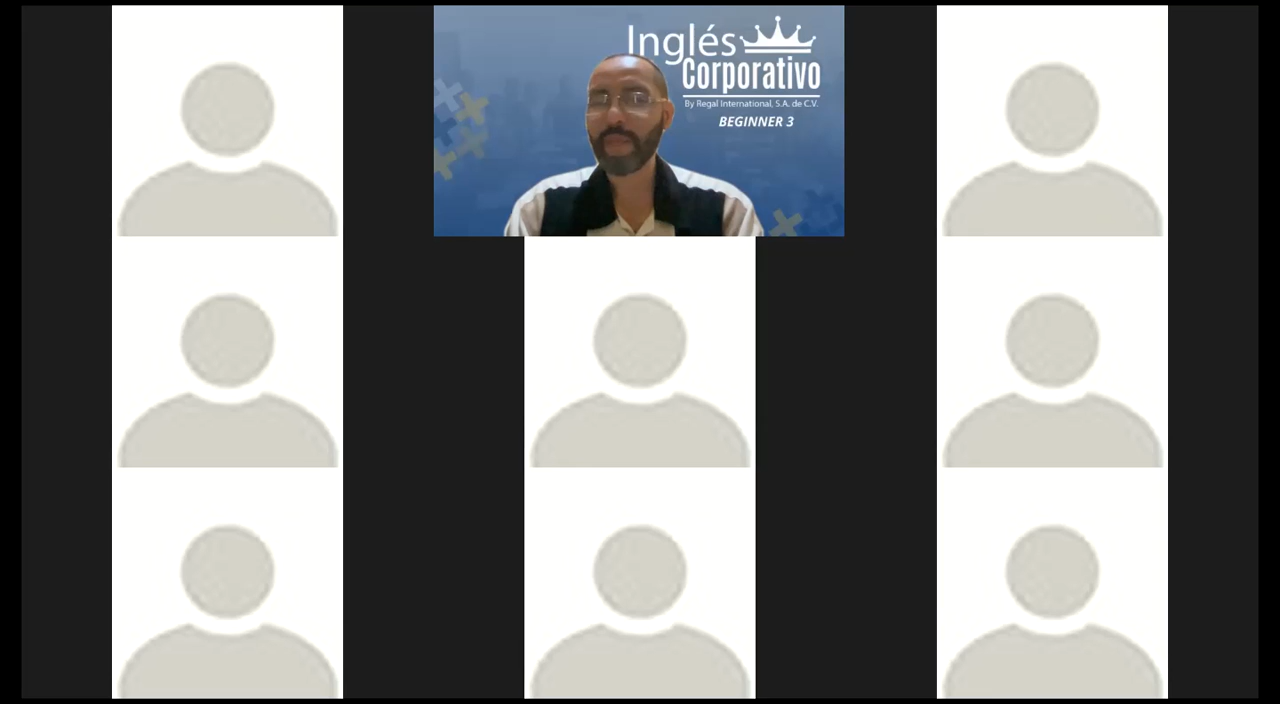 Inglés
Corporativo
By Regal International, S.A. de C.V.
BEGINNER 3